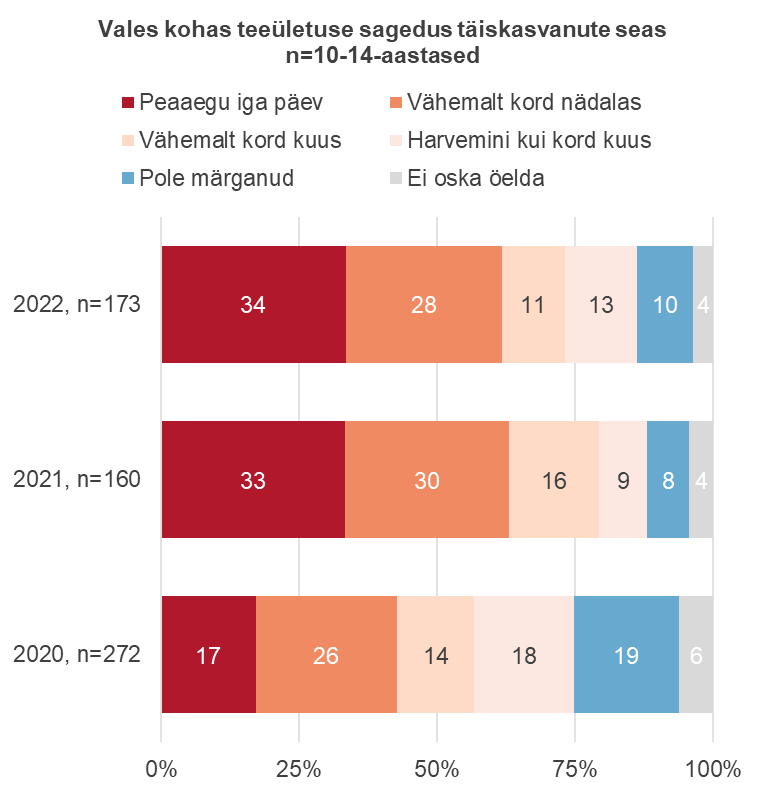 Vales kohas teeületuse sagedus täiskasvanute seas
n=10-14-aastased
Peaaegu iga päev
Vähemalt kord nädalas
Vähemalt kord kuus
Harvemini kui kord kuus
Pole märganud
Ei oska öelda
2022, n=173
34
28
11
13
10
4
2021, n=160
33
30
16
9
8
4
2020, n=272
17
26
14
18
19
6
0%
25%
50%
75%
100%